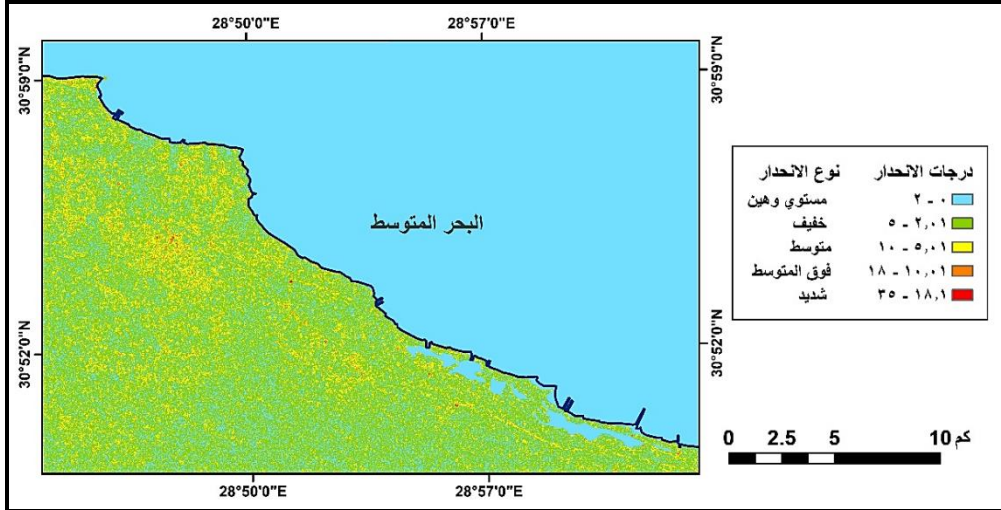 28°50'0"E 28°57'0"E
30°59'0"N 30°59'0"N
البحر المتوسط
درجات الانحدار نوع الانحدار
٠ - ٢ مستوي وهين
٢,٠١ - ٥ خفيف
٥,٠١ - ١٠ متوسط
١٠,٠١ - ١٨ فوق المتوسط
١٨,١ - ٣٥ شديد
30°52'0"N 30°52'0"N
0 2.5 5 10 كم
28°50'0"E 28°57'0"E